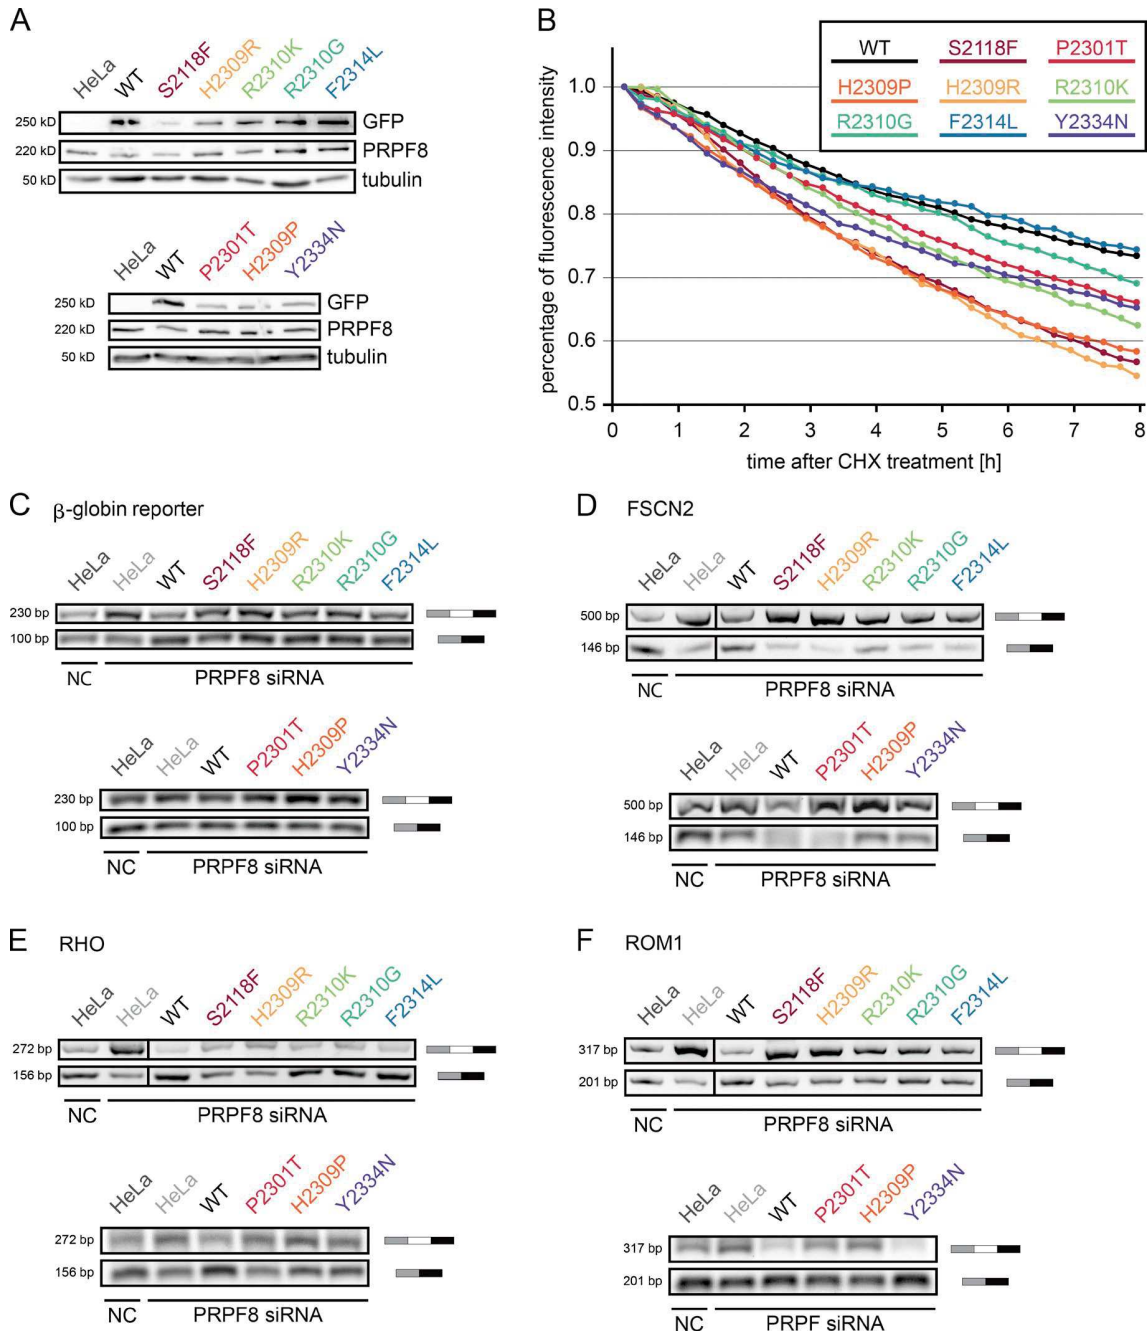 A
HeLa WT S2118F H2309R R2310K R2310G F2314L
250 kD GFP
220 kD PRPF8
50 kD tubulin
HeLa WT P2301T H2309P Y2334N
250 kD GFP
220 kD PRPF8
50 kD tubulin
B
WT S2118F P2301T
H2309P H2309R R2310K
R2310G F2314L Y2334N
percentage of fluorescence intensity
1.0
0.9
0.8
0.7
0.6
0.5
0 1 2 3 4 5 6 7 8
time after CHX treatment [h]
C β-globin reporter
HeLa HeLa WT S2118F H2309R R2310K R2310G F2314L
230 bp
100 bp
NC PRPF8 siRNA
HeLa HeLa WT P2301T H2309P Y2334N
230 bp
100 bp
NC PRPF8 siRNA
D FSCN2
HeLa HeLa WT S2118F H2309R R2310K R2310G F2314L
500 bp
146 bp
NC PRPF8 siRNA
HeLa HeLa WT P2301T H2309P Y2334N
500 bp
146 bp
NC PRPF8 siRNA
E RHO
HeLa HeLa WT S2118F H2309R R2310K R2310G F2314L
272 bp
156 bp
NC PRPF8 siRNA
HeLa HeLa WT P2301T H2309P Y2334N
272 bp
156 bp
NC PRPF8 siRNA
F ROM1
HeLa HeLa WT S2118F H2309R R2310K R2310G F2314L
317 bp
201 bp
NC PRPF8 siRNA
HeLa HeLa WT P2301T H2309P Y2334N
317 bp
201 bp
NC PRPF siRNA